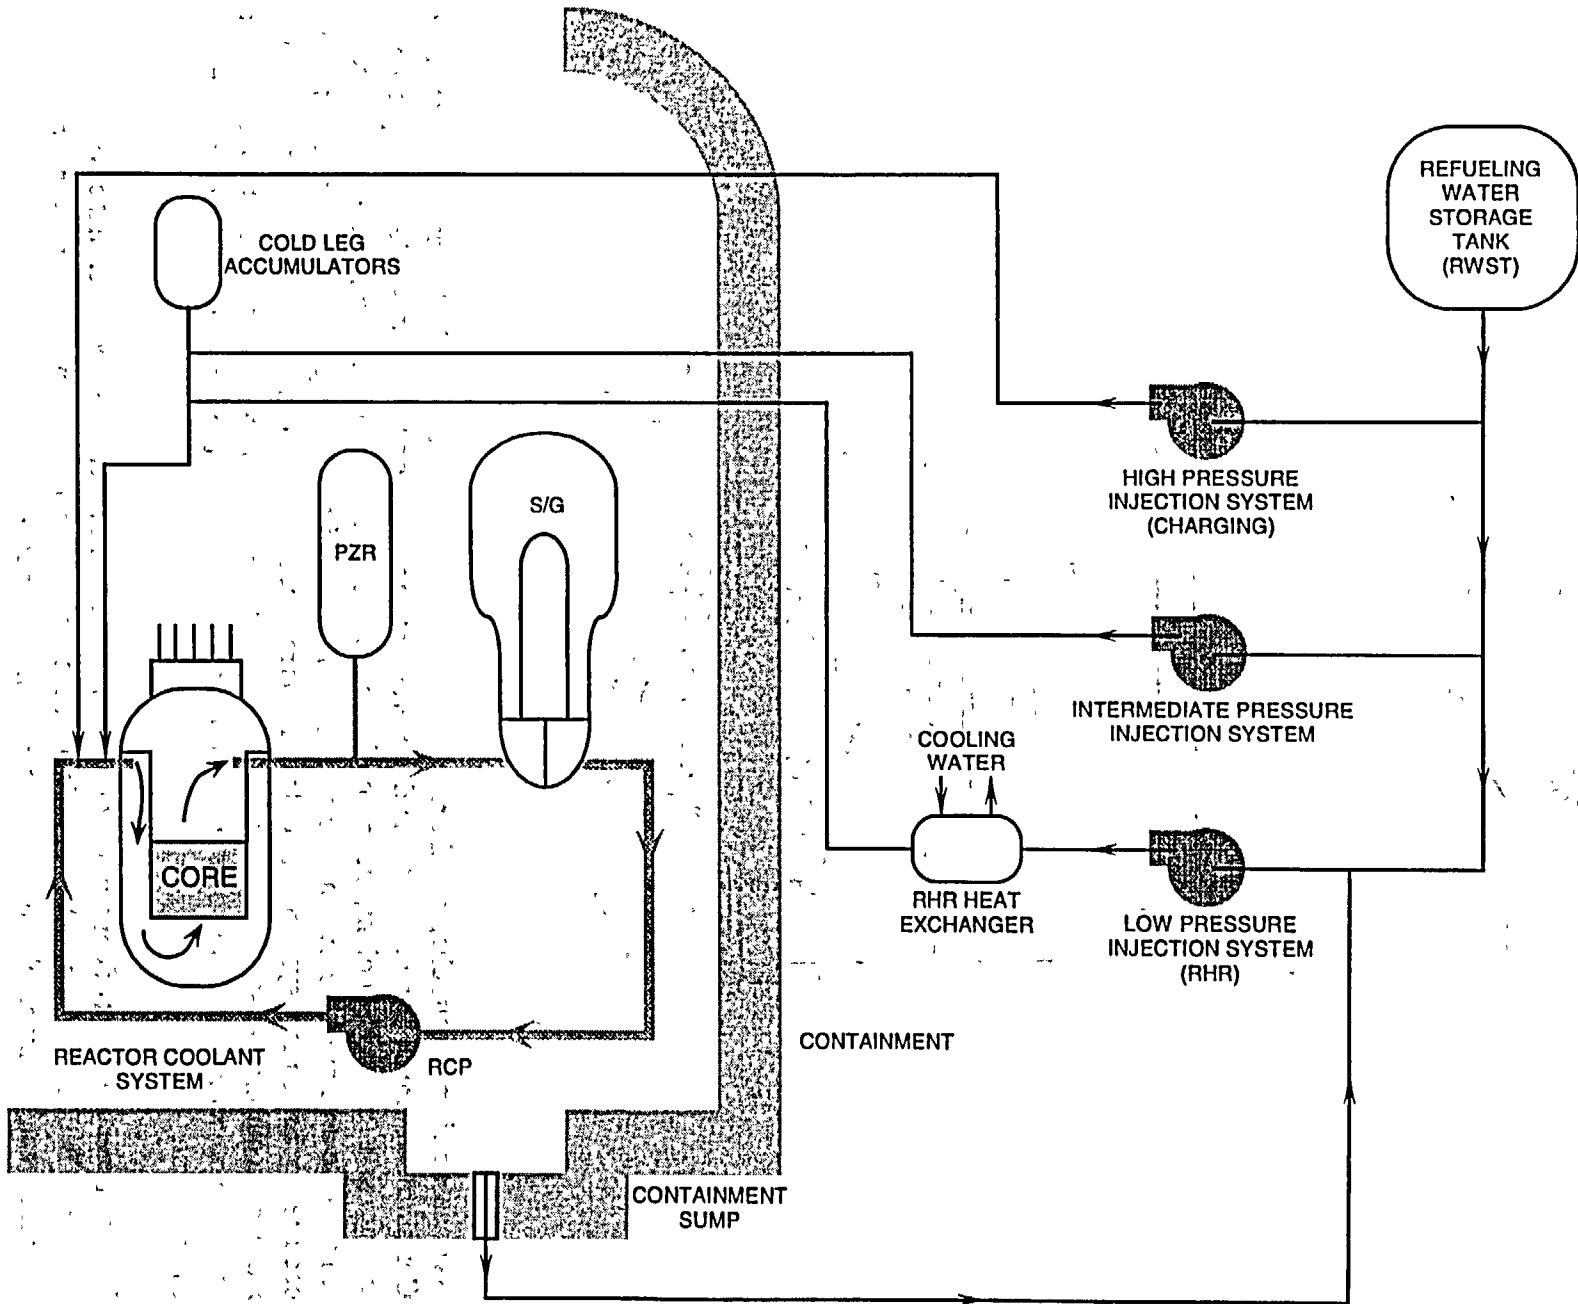 REFUELING
WATER
STORAGE
TANK
(RWST)
COLD LEG
ACCUMULATORS
HIGH PRESSURE
INJECTION SYSTEM
(CHARGING)
S/G
PZR
INTERMEDIATE PRESSURE
INJECTION SYSTEM
COOLING
WATER
CORE
RHR HEAT
EXCHANGER
LOW PRESSURE
INJECTION SYSTEM
(RHR)
CONTAINMENT
REACTOR COOLANT
SYSTEM
RCP
CONTAINMENT
SUMP